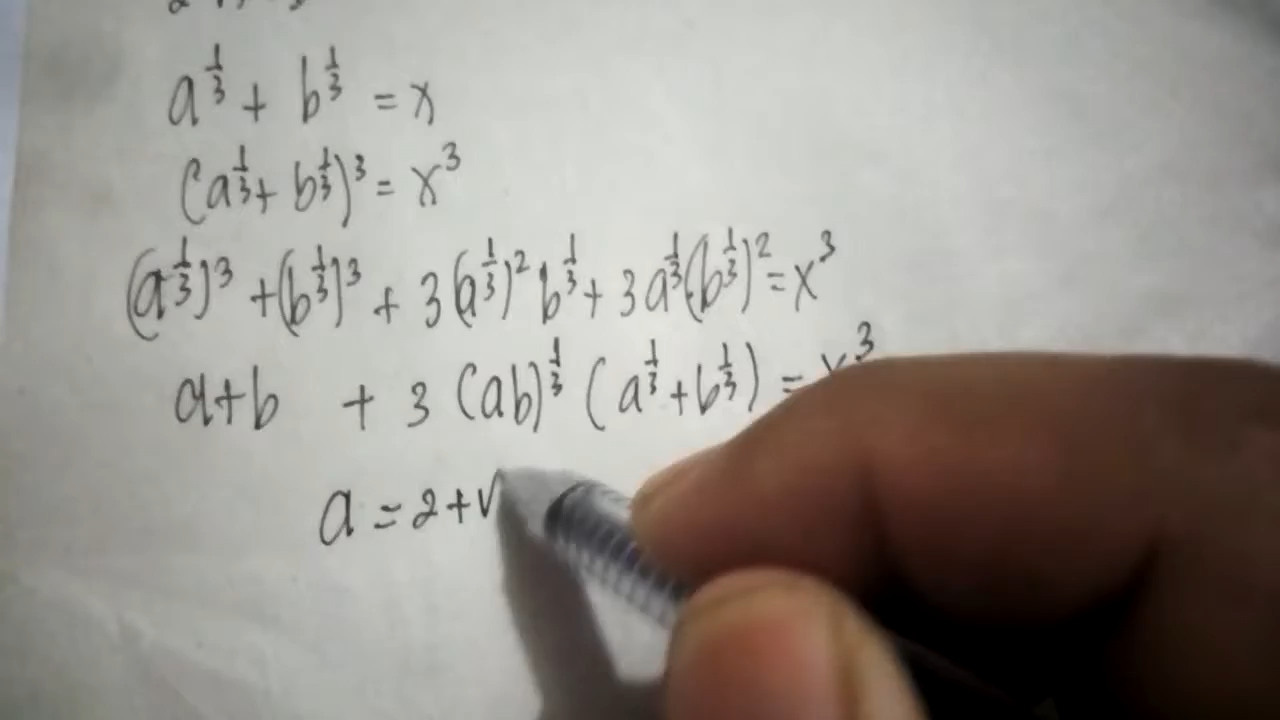 a^{1/3} + b^{1/3} = x
(a^{1/3} + b^{1/3})^3 = x^3
(a^{1/3})^3 + (b^{1/3})^3 + 3(a^{1/3})^2 b^{1/3} + 3a^{1/3}(b^{1/3})^2 = x^3
a+b + 3 (ab)^{1/3} (a^{1/3} + b^{1/3}) = x^3
a = 2+√